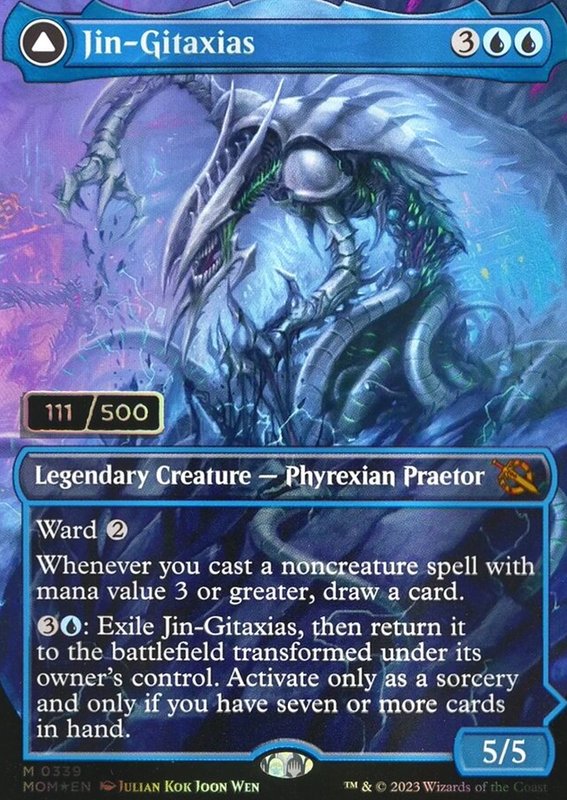 Jin-Gitaxias 3
111/500
Legendary Creature — Phyrexian Praetor
Ward 2
Whenever you cast a noncreature spell with
mana value 3 or greater, draw a card.
3: Exile Jin-Gitaxias, then return it
to the battlefield transformed under its
owner's control. Activate only as a sorcery
and only if you have seven or more cards
in hand.
5/5
M 0339
MOM★EN Julian Kok Joon Wen ™ & © 2023 Wizards of the Coast